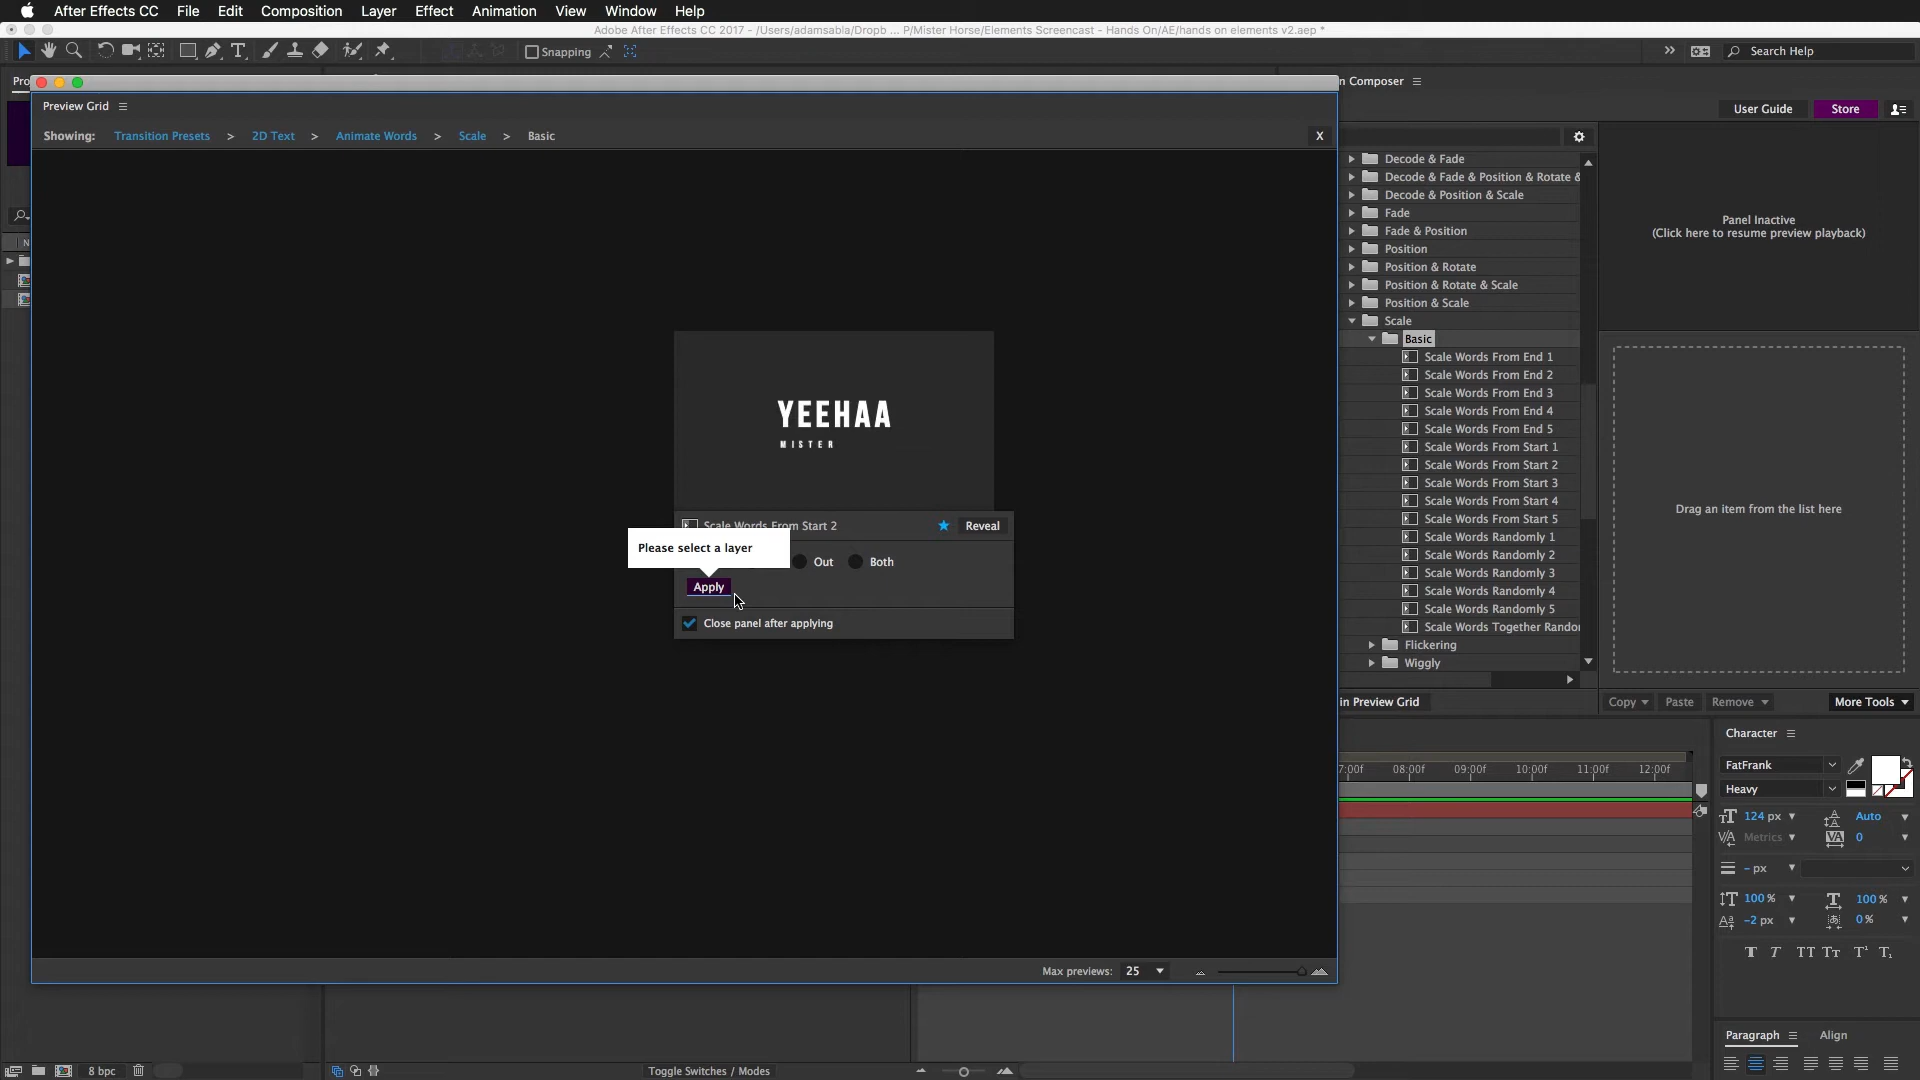 After Effects CC File Edit Composition Layer Effect Animation View Window Help
Adobe After Effects CC 2017 - /Users/adamsabla/Dropb ... P/Mister Horse/Elements Screencast - Hands On/AE/hands on elements v2.aep *
Snapping
Search Help
Pro
Preview Grid
n Composer
User Guide
Store
Showing: Transition Presets > 2D Text > Animate Words > Scale > Basic
X
Decode & Fade
Decode & Fade & Position & Rotate &
Decode & Position & Scale
Fade
Fade & Position
Position
Position & Rotate
Position & Rotate & Scale
Position & Scale
Scale
Basic
Scale Words From End 1
Scale Words From End 2
Scale Words From End 3
Scale Words From End 4
Scale Words From End 5
Scale Words From Start 1
Scale Words From Start 2
Scale Words From Start 3
Scale Words From Start 4
Scale Words From Start 5
Scale Words Randomly 1
Scale Words Randomly 2
Scale Words Randomly 3
Scale Words Randomly 4
Scale Words Randomly 5
Scale Words Together Rando
Flickering
Wiggly
Panel Inactive
(Click here to resume preview playback)
Drag an item from the list here
N
YEEHAA
MISTER
Scale Words From Start 2
Reveal
Please select a layer
Out
Both
Apply
Close panel after applying
in Preview Grid
Copy
Paste
Remove
More Tools
Character
FatFrank
Heavy
124 px
Auto
Metrics
0
- px
100 %
100 %
-2 px
0 %
T T TT Tt T¹ T₁
7:00f 08:00f 09:00f 10:00f 11:00f 12:00f
Max previews: 25
Paragraph
Align
8 bpc
Toggle Switches / Modes